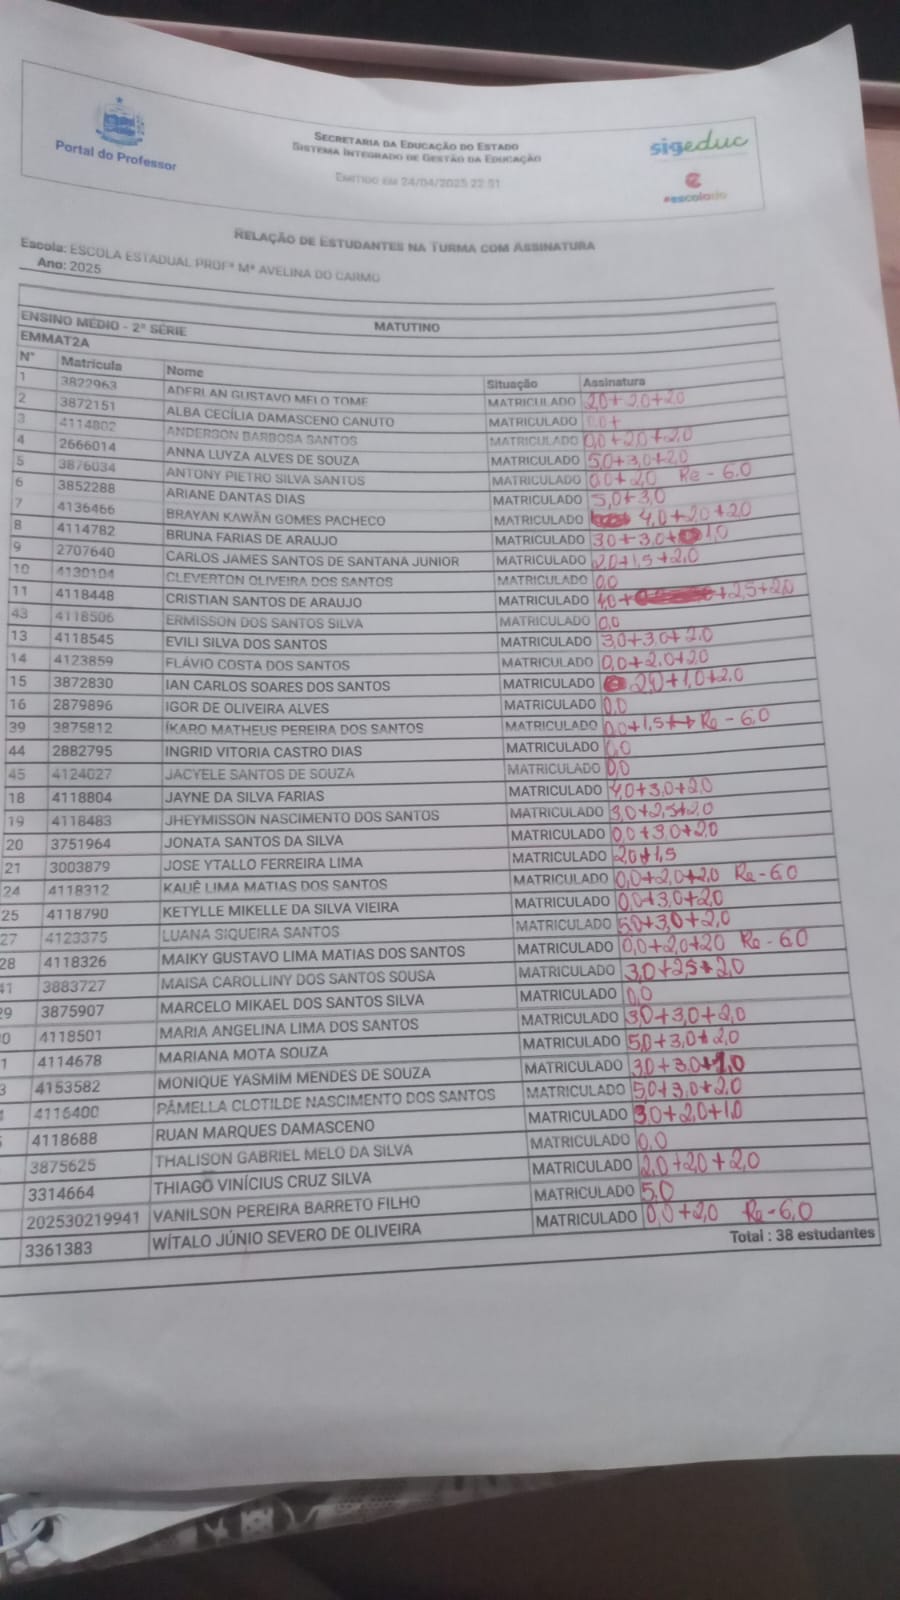 Portal do Professor
SECRETARIA DA EDUCAÇÃO DO ESTADO
SISTEMA INTEGRADO DE GESTÃO DA EDUCAÇÃO
EMITIDO EM 24/04/2025 22:51
sigeduc
#escolado
RELAÇÃO DE ESTUDANTES NA TURMA COM ASSINATURA
Escola: ESCOLA ESTADUAL PROFª Mª AVELINA DO CARMO
Ano: 2025
ENSINO MÉDIO - 2ª SÉRIE MATUTINO
EMMAT2A
N° Matrícula Nome Situação Assinatura
1 3822963 ADERLAN GUSTAVO MELO TOME MATRICULADO 2,0+2,0+2,0
2 3872151 ALBA CECÍLIA DAMASCENO CANUTO MATRICULADO 0,0+
3 4114802 ANDERSON BARBOSA SANTOS MATRICULADO 0,0+2,0+2,0
4 2666014 ANNA LUYZA ALVES DE SOUZA MATRICULADO 5,0+3,0+2,0
5 3876034 ANTONY PIETRO SILVA SANTOS MATRICULADO 0,0+2,0 Re-6.0
6 3852288 ARIANE DANTAS DIAS MATRICULADO 5,0+3,0
7 4136466 BRAYAN KAWÃN GOMES PACHECO MATRICULADO 4,0+2,0+2,0
8 4114782 BRUNA FARIAS DE ARAUJO MATRICULADO 3,0+3,0+1,0
9 2707640 CARLOS JAMES SANTOS DE SANTANA JUNIOR MATRICULADO 2,0+1,5+2,0
10 4130104 CLEVERTON OLIVEIRA DOS SANTOS MATRICULADO 0,0
11 4118448 CRISTIAN SANTOS DE ARAUJO MATRICULADO 4,0+ +2,5+2,0
43 4118506 ERMISSON DOS SANTOS SILVA MATRICULADO 0,0
13 4118545 EVILI SILVA DOS SANTOS MATRICULADO 3,0+3,0+2,0
14 4123859 FLÁVIO COSTA DOS SANTOS MATRICULADO 0,0+2,0+2,0
15 3872830 IAN CARLOS SOARES DOS SANTOS MATRICULADO 2,0+1,0+2,0
16 2879896 IGOR DE OLIVEIRA ALVES MATRICULADO 0,0
39 3875812 ÍKARO MATHEUS PEREIRA DOS SANTOS MATRICULADO 0,0+1,5+→ Re-6,0
44 2882795 INGRID VITORIA CASTRO DIAS MATRICULADO 0,0
45 4124027 JACYELE SANTOS DE SOUZA MATRICULADO 0,0
18 4118804 JAYNE DA SILVA FARIAS MATRICULADO 4,0+3,0+2,0
19 4118483 JHEYMISSON NASCIMENTO DOS SANTOS MATRICULADO 3,0+2,5+2,0
20 3751964 JONATA SANTOS DA SILVA MATRICULADO 0,0+3,0+2,0
21 3003879 JOSE YTALLO FERREIRA LIMA MATRICULADO 2,0+1,5
24 4118312 KAUÊ LIMA MATIAS DOS SANTOS MATRICULADO 0,0+2,0+2,0 Re-6.0
25 4118790 KETYLLE MIKELLE DA SILVA VIEIRA MATRICULADO 0,0+3,0+2,0
27 4123375 LUANA SIQUEIRA SANTOS MATRICULADO 5,0+3,0+2,0
28 4118326 MAIKY GUSTAVO LIMA MATIAS DOS SANTOS MATRICULADO 0,0+2,0+2,0 Re-6.0
41 3883727 MAISA CAROLLINY DOS SANTOS SOUSA MATRICULADO 3,0+2,5+2,0
29 3875907 MARCELO MIKAEL DOS SANTOS SILVA MATRICULADO 0,0
0 4118501 MARIA ANGELINA LIMA DOS SANTOS MATRICULADO 3,0+3,0+2,0
1 4114678 MARIANA MOTA SOUZA MATRICULADO 5,0+3,0+2,0
3 4153582 MONIQUE YASMIM MENDES DE SOUZA MATRICULADO 3,0+3,0+1,0
4116400 PÂMELLA CLOTILDE NASCIMENTO DOS SANTOS MATRICULADO 5,0+3,0+2,0
4118688 RUAN MARQUES DAMASCENO MATRICULADO 3,0+2,0+1,0
3875625 THALISON GABRIEL MELO DA SILVA MATRICULADO 0,0
3314664 THIAGO VINÍCIUS CRUZ SILVA MATRICULADO 2,0+2,0+2,0
202530219941 VANILSON PEREIRA BARRETO FILHO MATRICULADO 5,0
3361383 WÍTALO JÚNIO SEVERO DE OLIVEIRA MATRICULADO 0,0+2,0 Re-6,0
Total : 38 estudantes